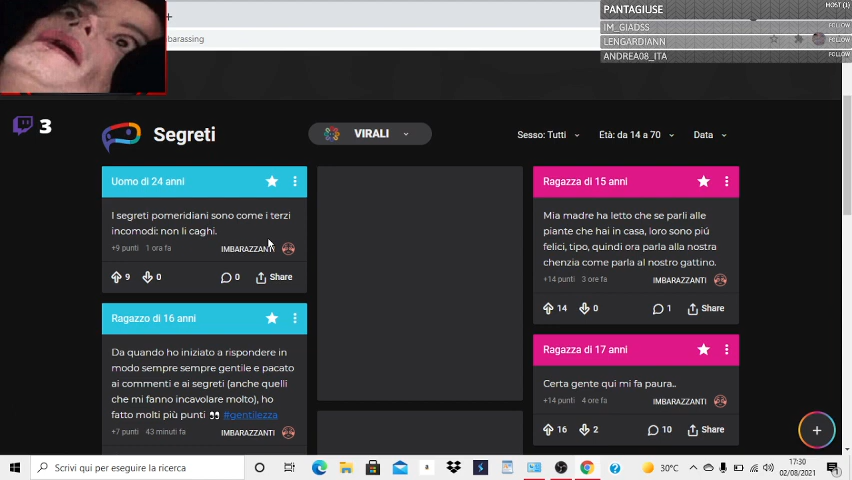 PANTAGIUSE HOST (1)
IM_GIADSS FOLLOW
LENGARDIANN FOLLOW
ANDREA08_ITA FOLLOW
barassing
3
Segreti
VIRALI
Sesso: Tutti
Età: da 14 a 70
Data
Uomo di 24 anni
I segreti pomeridiani sono come i terzi
incomodi: non li caghi.
+9 punti 1 ora fa
IMBARAZZANTI
9 0 0 Share
Ragazzo di 16 anni
Da quando ho iniziato a rispondere in
modo sempre sempre gentile e pacato
ai commenti e ai segreti (anche quelli
che mi fanno incavolare molto), ho
fatto molti più punti 👀 #gentilezza
+7 punti 43 minuti fa
IMBARAZZANTI
Ragazza di 15 anni
Mia madre ha letto che se parli alle
piante che hai in casa, loro sono piú
felici, tipo, quindi ora parla alla nostra
chenzia come parla al nostro gattino.
+14 punti 3 ore fa
IMBARAZZANTI
14 0 1 Share
Ragazza di 17 anni
Certa gente qui mi fa paura..
+14 punti 4 ore fa
IMBARAZZANTI
16 2 10 Share
+
Scrivi qui per eseguire la ricerca
a
30°C
17:30
02/08/2021